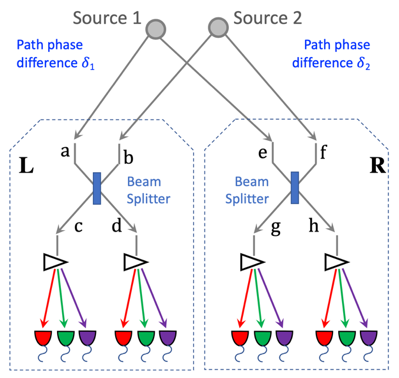 Source 1
Source 2
Path phase
difference δ₁
Path phase
difference δ₂
a
b
e
f
L
R
Beam
Splitter
Beam
Splitter
c
d
g
h